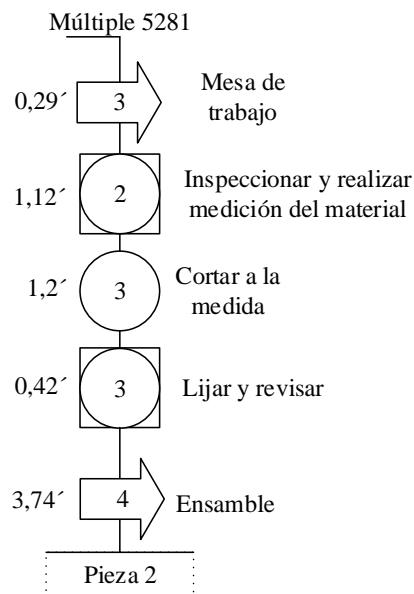 Múltiple 5281
0,29´
3
Mesa de
trabajo
1,12´
2
Inspeccionar y realizar
medición del material
1,2´
3
Cortar a la
medida
0,42´
3
Lijar y revisar
3,74´
4
Ensamble
Pieza 2